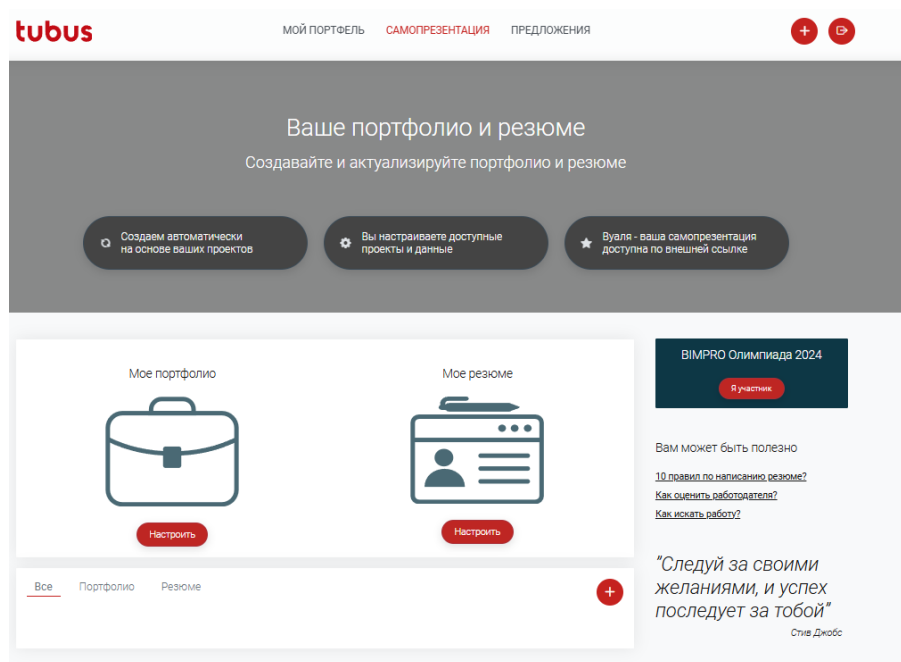 tubus
МОЙ ПОРТФЕЛЬ САМОПРЕЗЕНТАЦИЯ ПРЕДЛОЖЕНИЯ
Ваше портфолио и резюме
Создавайте и актуализируйте портфолио и резюме
Создаем автоматически
на основе ваших проектов
Вы настраиваете доступные
проекты и данные
Вуаля - ваша самопрезентация
доступна по внешней ссылке
Мое портфолио
Настроить
Мое резюме
Настроить
Все Портфолио Резюме
BIMPRO Олимпиада 2024
Я участник
Вам может быть полезно
10 правил по написанию резюме?
Как оценить работодателя?
Как искать работу?
"Следуй за своими
желаниями, и успех
последует за тобой"
Стив Джобс